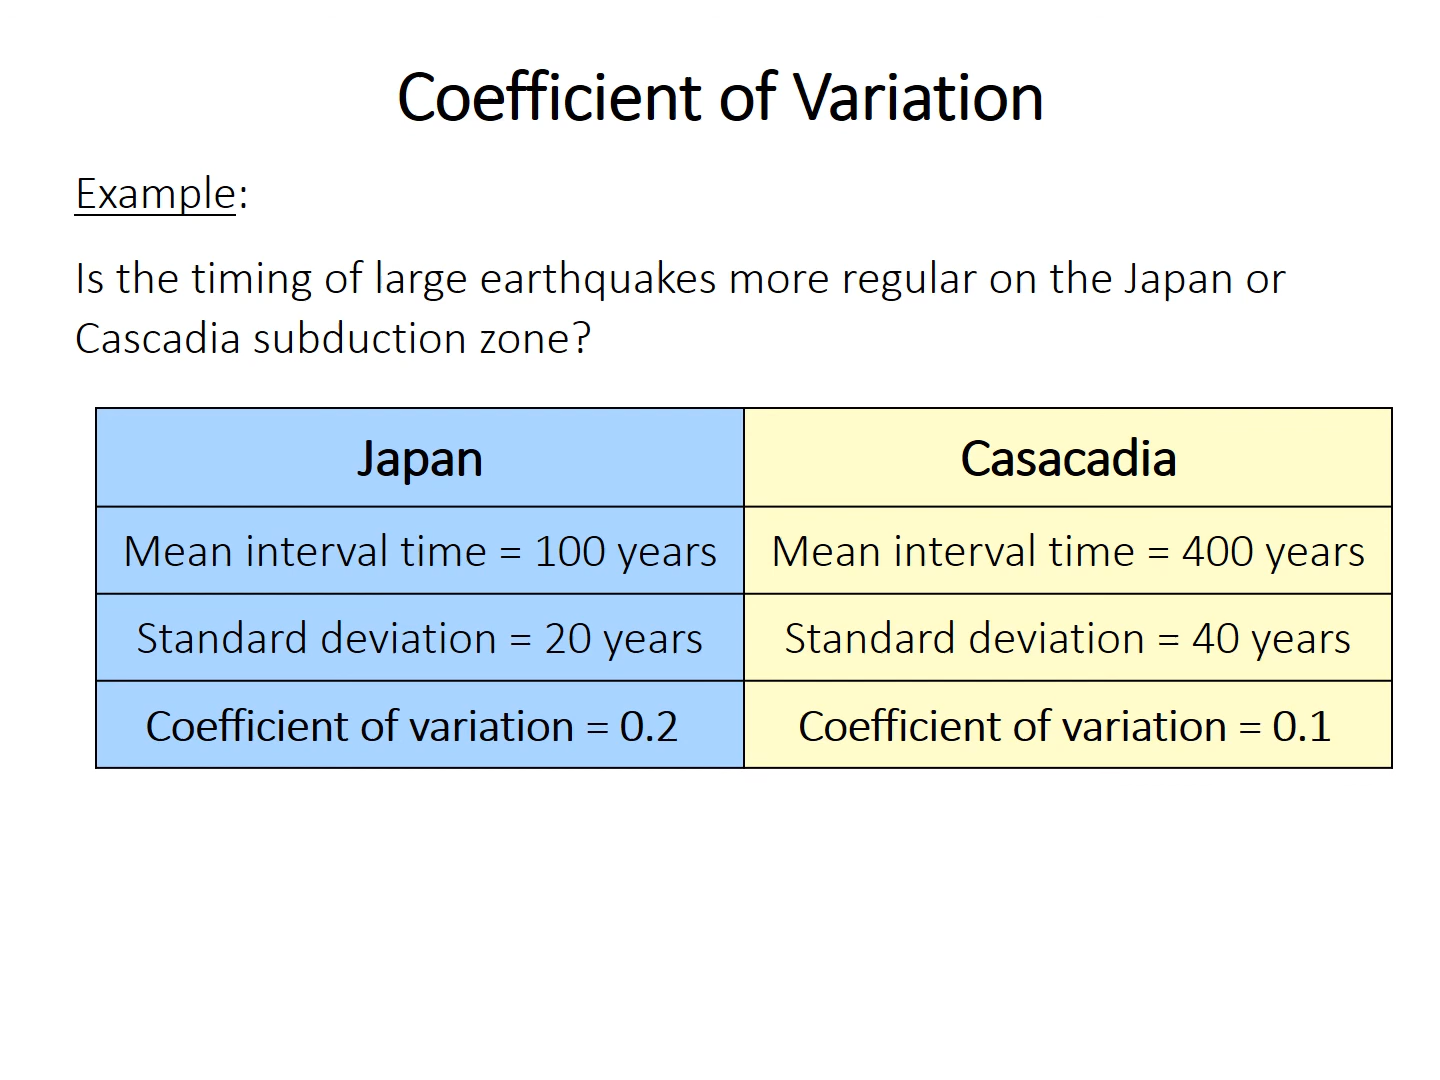 Coefficient of Variation
Example:
Is the timing of large earthquakes more regular on the Japan or
Cascadia subduction zone?
Japan
Casacadia
Mean interval time = 100 years
Mean interval time = 400 years
Standard deviation = 20 years
Standard deviation = 40 years
Coefficient of variation = 0.2
Coefficient of variation = 0.1